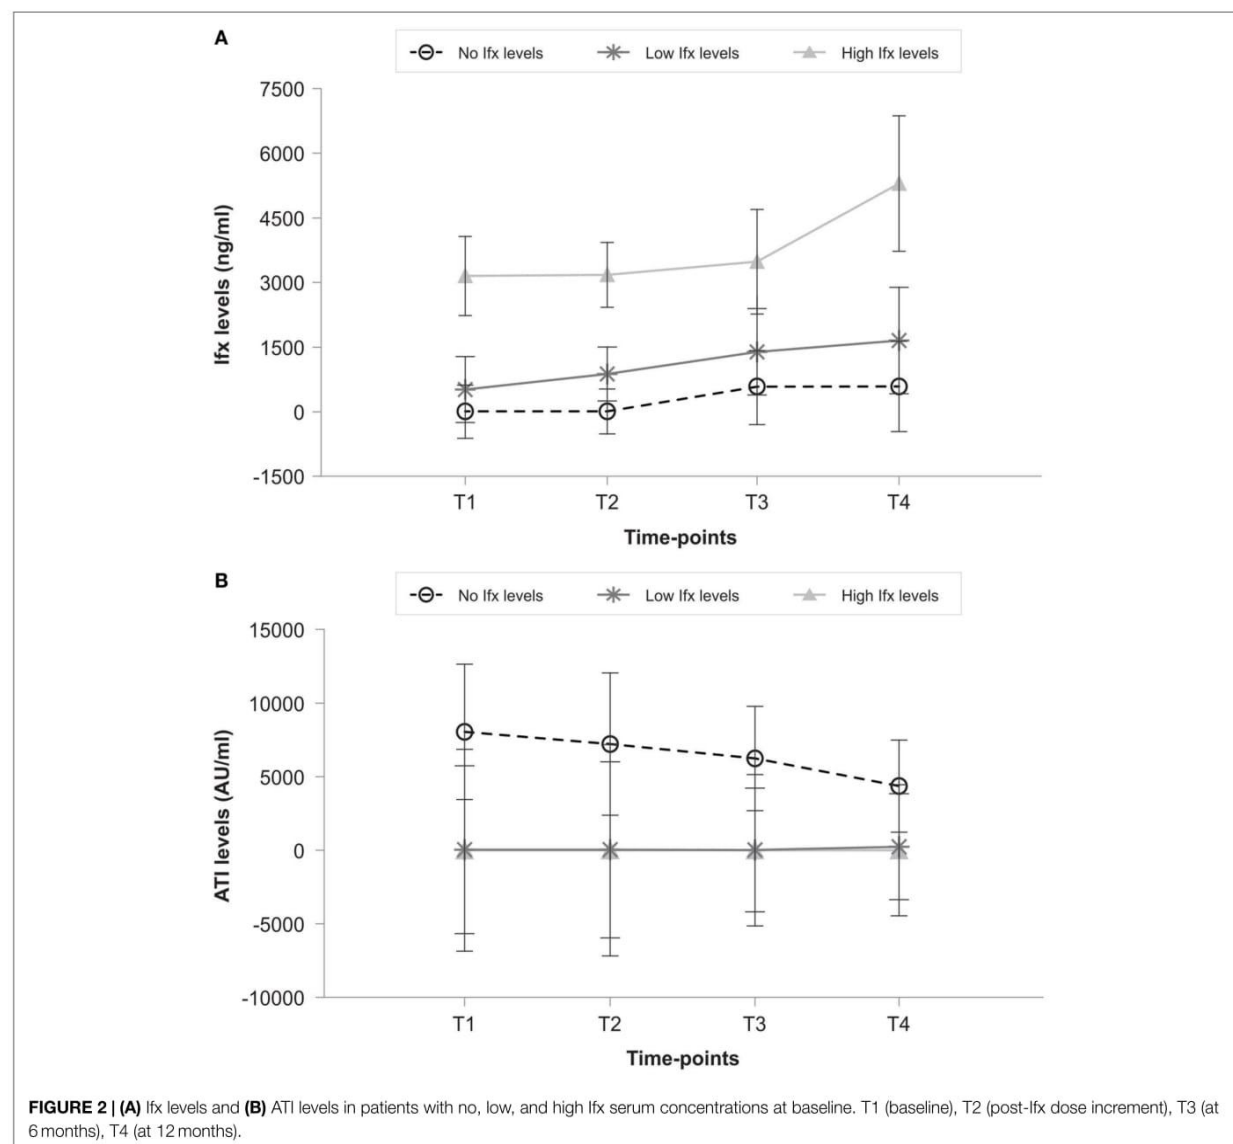 A
No Ifx levels Low Ifx levels High Ifx levels
7500
6000
4500
3000
1500
0
-1500
Ifx levels (ng/ml)
T1 T2 T3 T4
Time-points
B
No Ifx levels Low Ifx levels High Ifx levels
15000
10000
5000
0
-5000
-10000
ATI levels (AU/ml)
T1 T2 T3 T4
Time-points
FIGURE 2 | (A) Ifx levels and (B) ATI levels in patients with no, low, and high Ifx serum concentrations at baseline. T1 (baseline), T2 (post-Ifx dose increment), T3 (at
6 months), T4 (at 12 months).